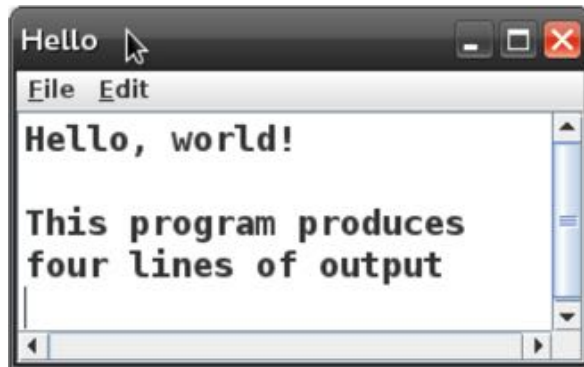 Hello
File Edit
Hello, world!

This program produces
four lines of output